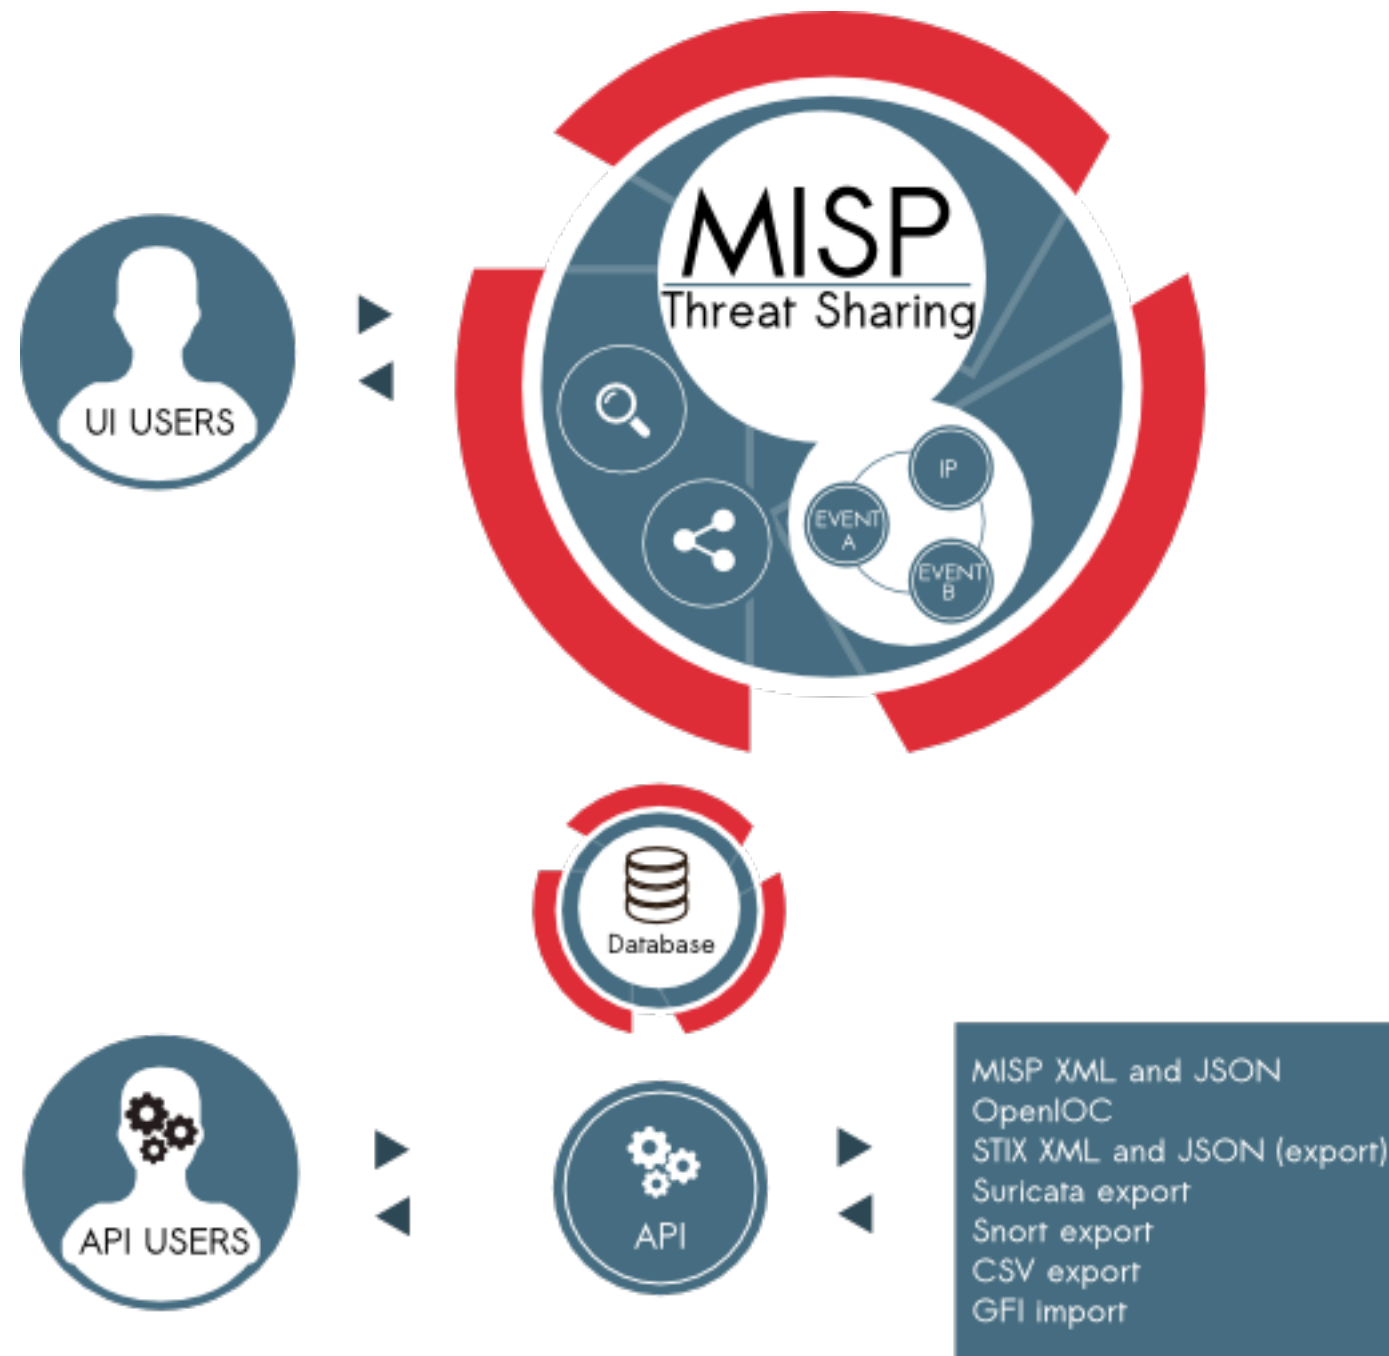 MISP
Threat Sharing
UI USERS
IP
EVENT
A
EVENT
B
Database
API USERS
API
MISP XML and JSON
OpenIOC
STIX XML and JSON (export)
Suricata export
Snort export
CSV export
GFI import